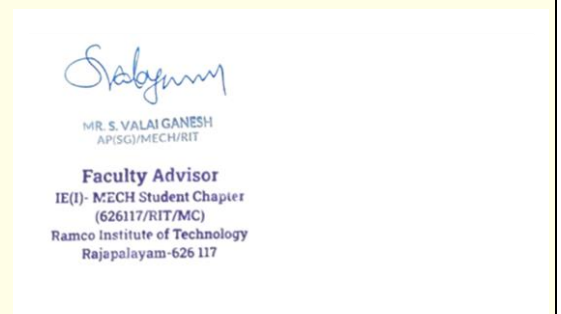 MR. S. VALAI GANESH
AP(SG)/MECH/RIT
Faculty Advisor
IE(I)- MECH Student Chapter
(626117/RIT/MC)
Ramco Institute of Technology
Rajapalayam-626 117